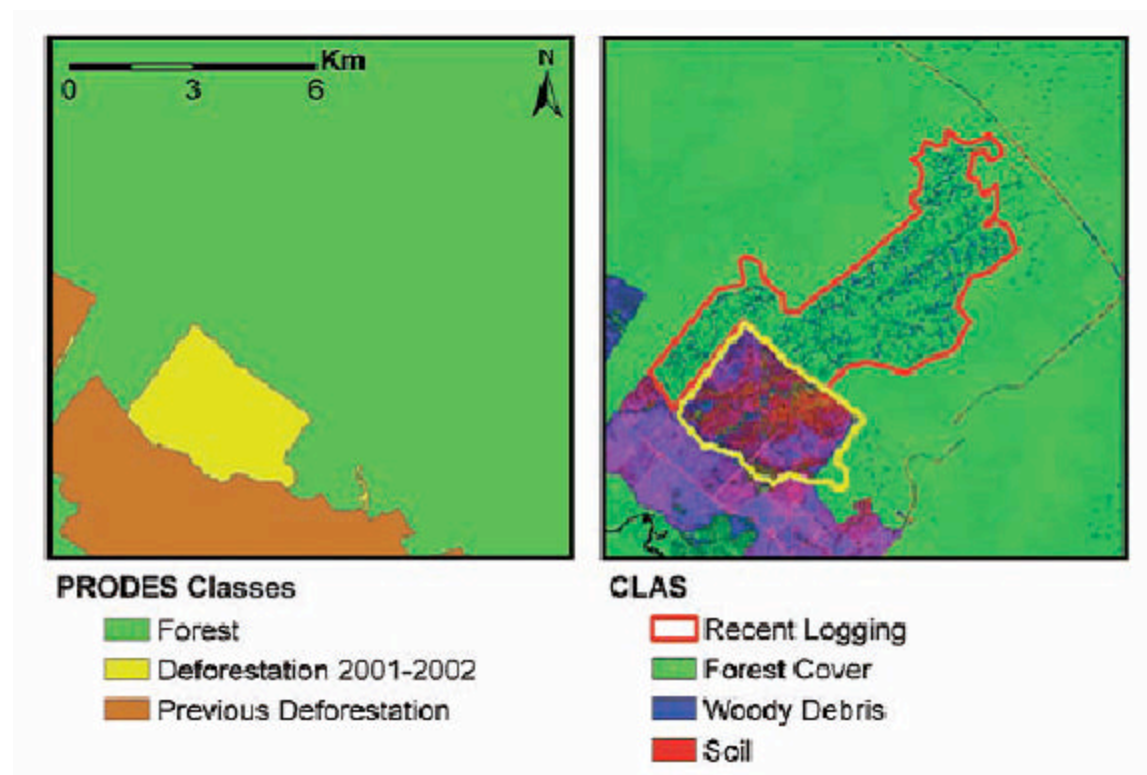 Km
N
0 3 6
PRODES Classes
Forest
Deforestation 2001-2002
Previous Deforestation
CLAS
Recent Logging
Forest Cover
Woody Debris
Soil